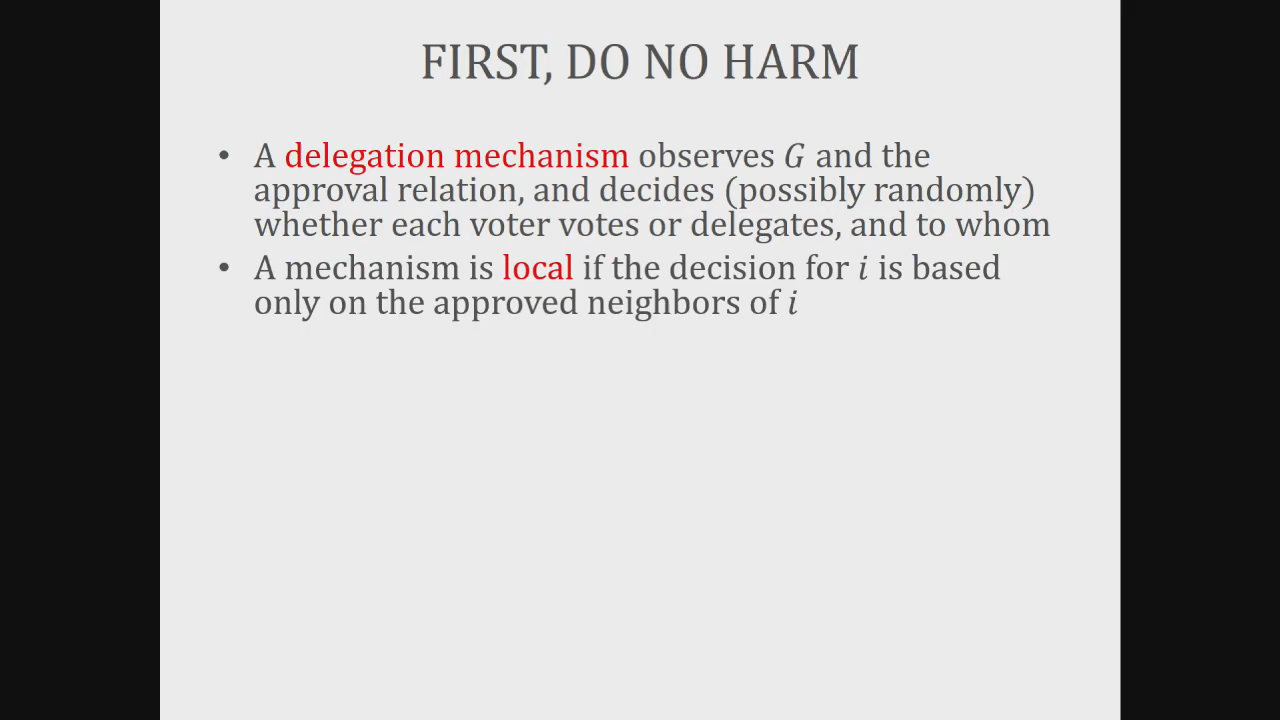 FIRST, DO NO HARM
• A delegation mechanism observes G and the
approval relation, and decides (possibly randomly)
whether each voter votes or delegates, and to whom
• A mechanism is local if the decision for i is based
only on the approved neighbors of i